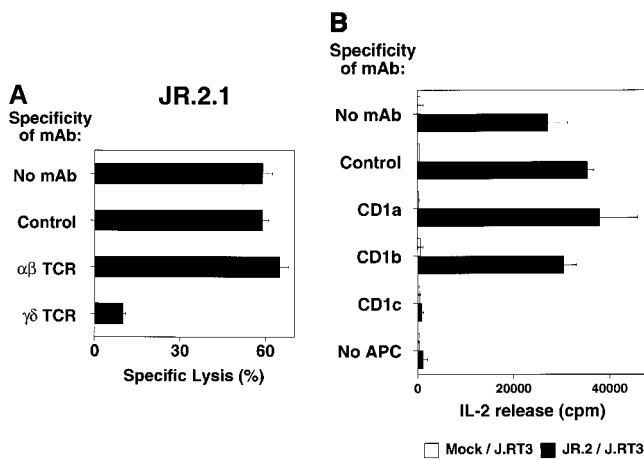 A
JR.2.1
Specificity
of mAb:
No mAb
Control
αβ TCR
γδ TCR
0 30 60
Specific Lysis (%)
B
Specificity
of mAb:
No mAb
Control
CD1a
CD1b
CD1c
No APC
0 20000 40000
IL-2 release (cpm)
Mock / J.RT3 JR.2 / J.RT3